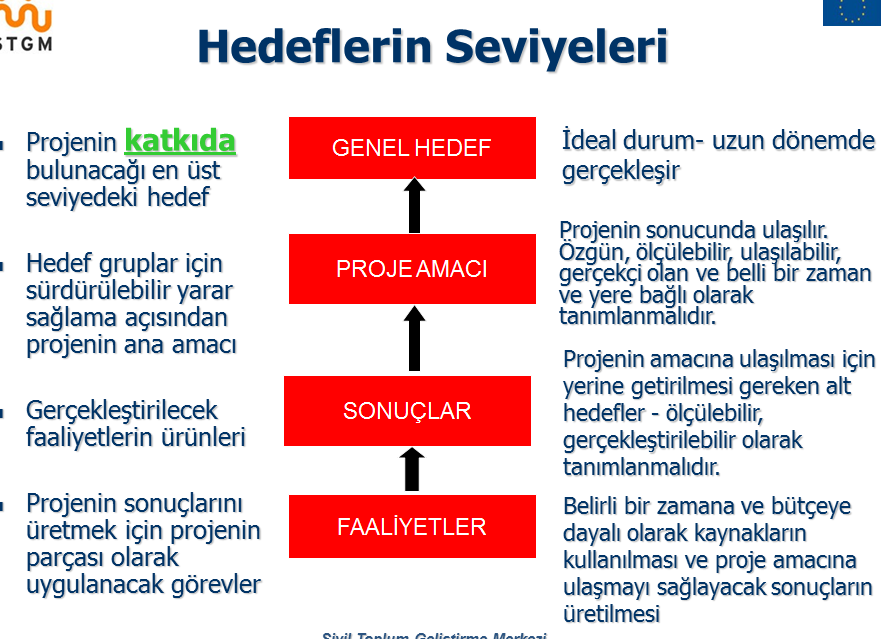 STGM
Hedeflerin Seviyeleri
Projenin katkıda
bulunacağı en üst
seviyedeki hedef
GENEL HEDEF
İdeal durum- uzun dönemde
gerçekleşir
Hedef gruplar için
sürdürülebilir yarar
sağlama açısından
projenin ana amacı
PROJE AMACI
Projenin sonucunda ulaşılır.
Özgün, ölçülebilir, ulaşılabilir,
gerçekçi olan ve belli bir zaman
ve yere bağlı olarak
tanımlanmalıdır.
Gerçekleştirilecek
faaliyetlerin ürünleri
SONUÇLAR
Projenin amacına ulaşılması için
yerine getirilmesi gereken alt
hedefler - ölçülebilir,
gerçekleştirilebilir olarak
tanımlanmalıdır.
Projenin sonuçlarını
üretmek için projenin
parçası olarak
uygulanacak görevler
FAALİYETLER
Belirli bir zamana ve bütçeye
dayalı olarak kaynakların
kullanılması ve proje amacına
ulaşmayı sağlayacak sonuçların
üretilmesi
Sivil Toplum Geliştirme Merkezi